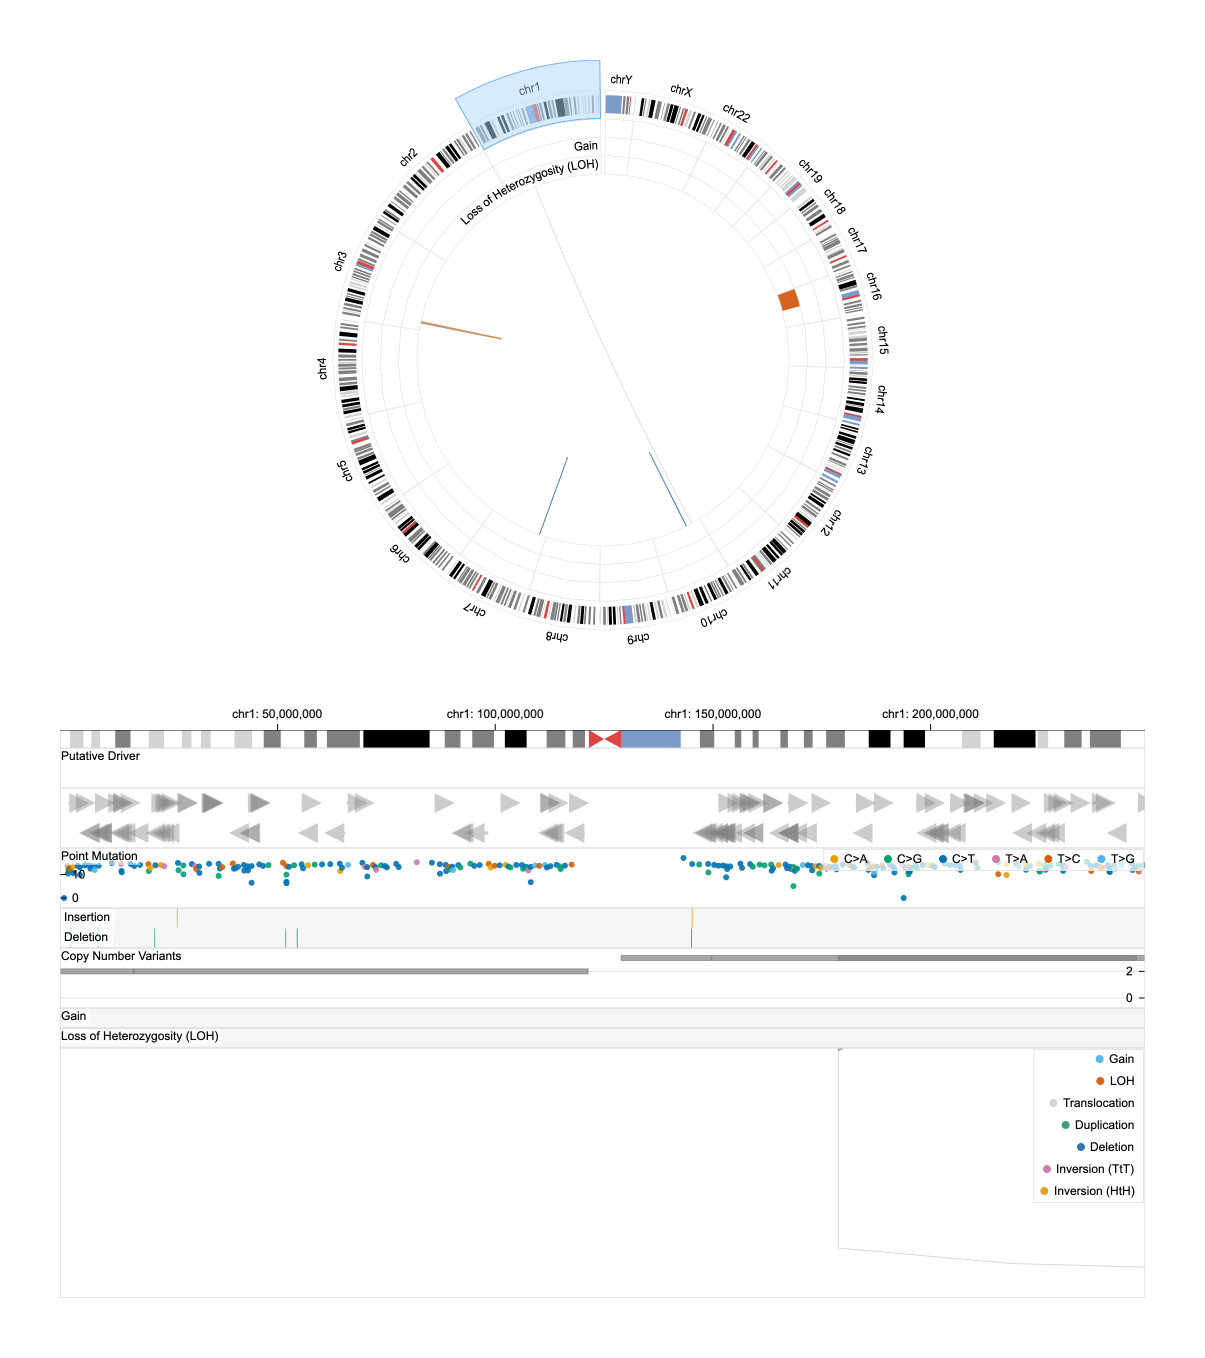 chr1
chrY
chrX
chr22
chr19
chr18
chr17
chr16
chr15
chr14
chr13
chr12
chr11
chr10
chr9
chr8
chr7
chr6
chr5
chr4
chr3
chr2
Gain
Loss of Heterozygosity (LOH)
chr1: 50,000,000 chr1: 100,000,000 chr1: 150,000,000 chr1: 200,000,000
Putative Driver
Point Mutation
C>A C>G C>T T>A T>C T>G
10
0
Insertion
Deletion
Copy Number Variants
2
0
Gain
Loss of Heterozygosity (LOH)
Gain
LOH
Translocation
Duplication
Deletion
Inversion (TtT)
Inversion (HtH)